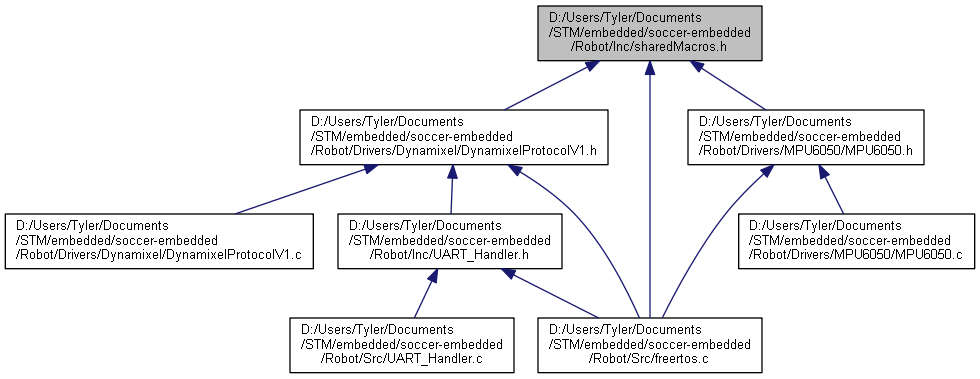 D:/Users/Tyler/Documents
/STM/embedded/soccer-embedded
/Robot/Inc/sharedMacros.h
D:/Users/Tyler/Documents
/STM/embedded/soccer-embedded
/Robot/Drivers/Dynamixel/DynamixelProtocolV1.h
D:/Users/Tyler/Documents
/STM/embedded/soccer-embedded
/Robot/Drivers/MPU6050/MPU6050.h
D:/Users/Tyler/Documents
/STM/embedded/soccer-embedded
/Robot/Drivers/Dynamixel/DynamixelProtocolV1.c
D:/Users/Tyler/Documents
/STM/embedded/soccer-embedded
/Robot/Inc/UART_Handler.h
D:/Users/Tyler/Documents
/STM/embedded/soccer-embedded
/Robot/Drivers/MPU6050/MPU6050.c
D:/Users/Tyler/Documents
/STM/embedded/soccer-embedded
/Robot/Src/UART_Handler.c
D:/Users/Tyler/Documents
/STM/embedded/soccer-embedded
/Robot/Src/freertos.c